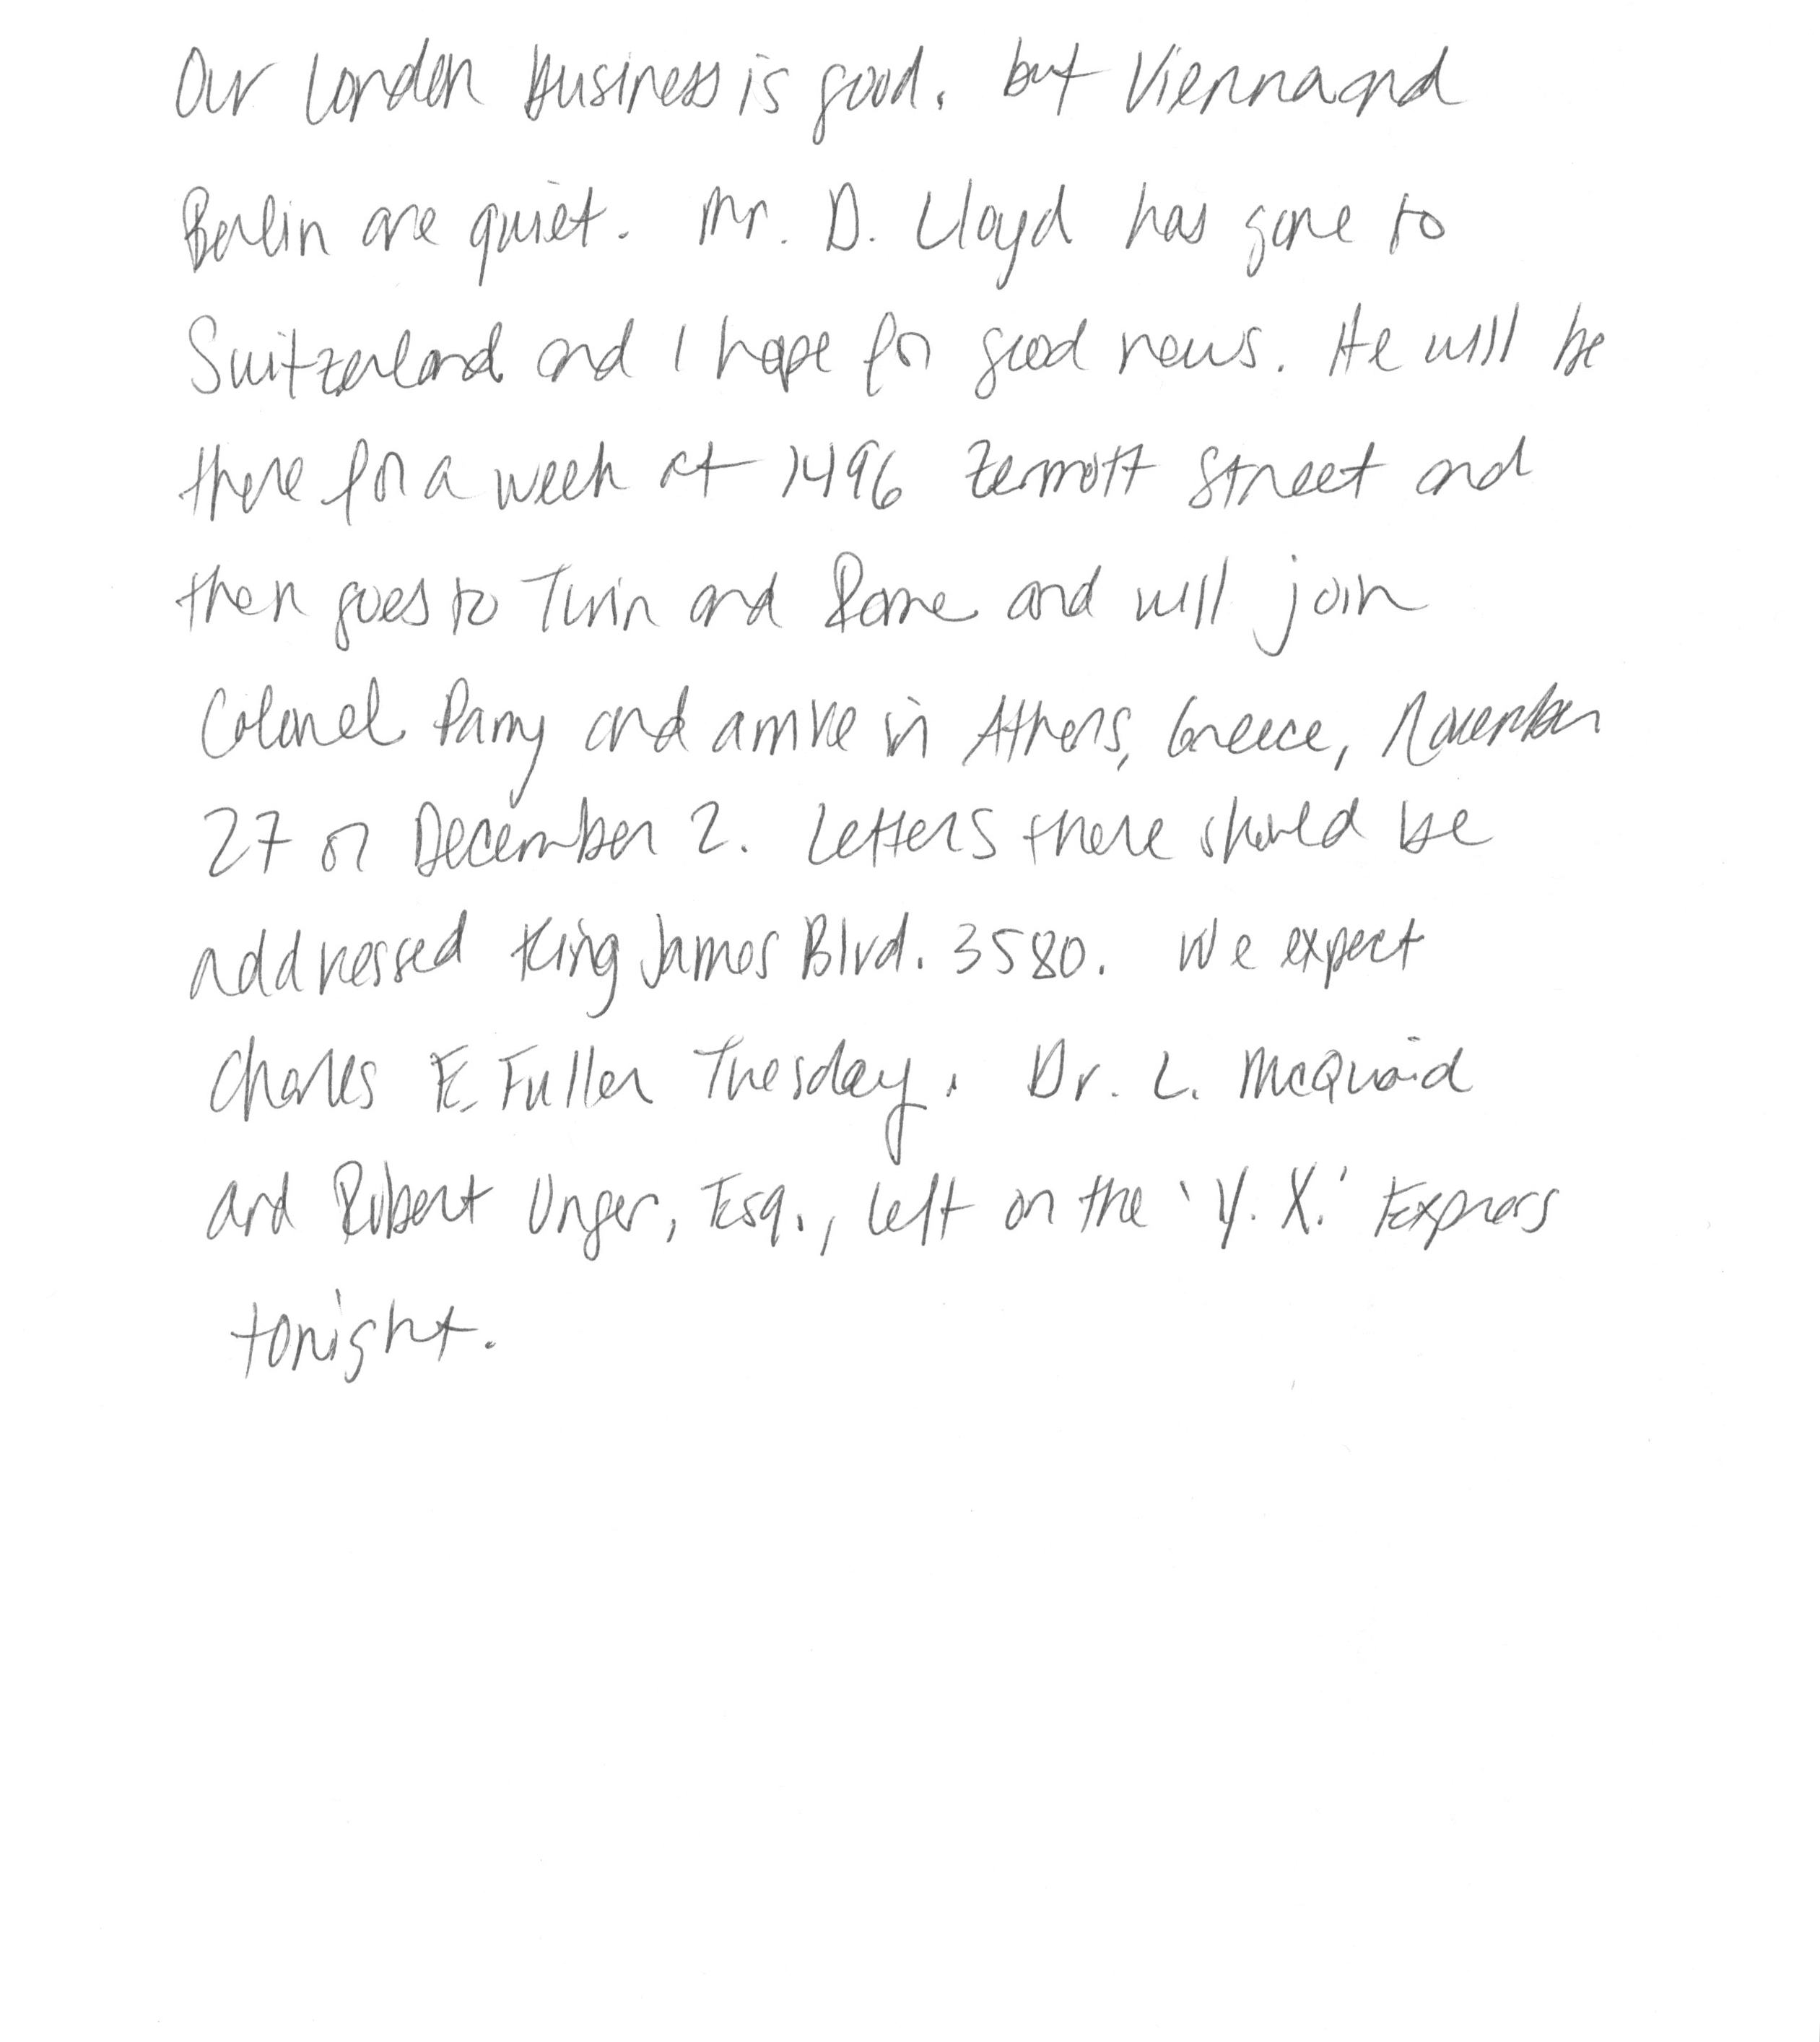 Our London business is good, but Vienna and
Berlin are quiet. Mr. D. Lloyd has gone to
Switzerland and I hope for good news. He will be
there for a week at 1496 Zermott Street and
then goes to Turin and Rome and will join
Colonel Parry and arrive in Athens, Greece, November
27 or December 2. Letters there should be
addressed King James Blvd. 3580. We expect
Charles E. Fuller Tuesday. Dr. L. McQuaid
and Robert Unger, Esq., left on the 'Y. X.' Express
tonight.